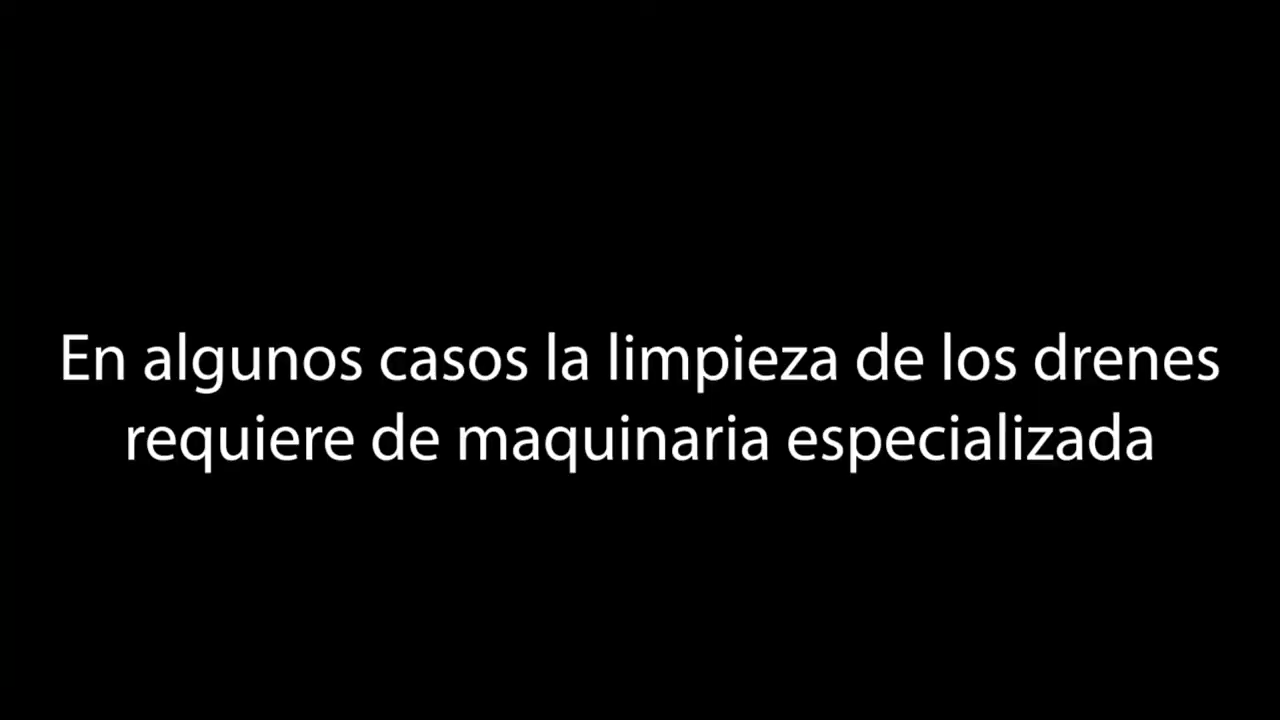 En algunos casos la limpieza de los drenes
requiere de maquinaria especializada